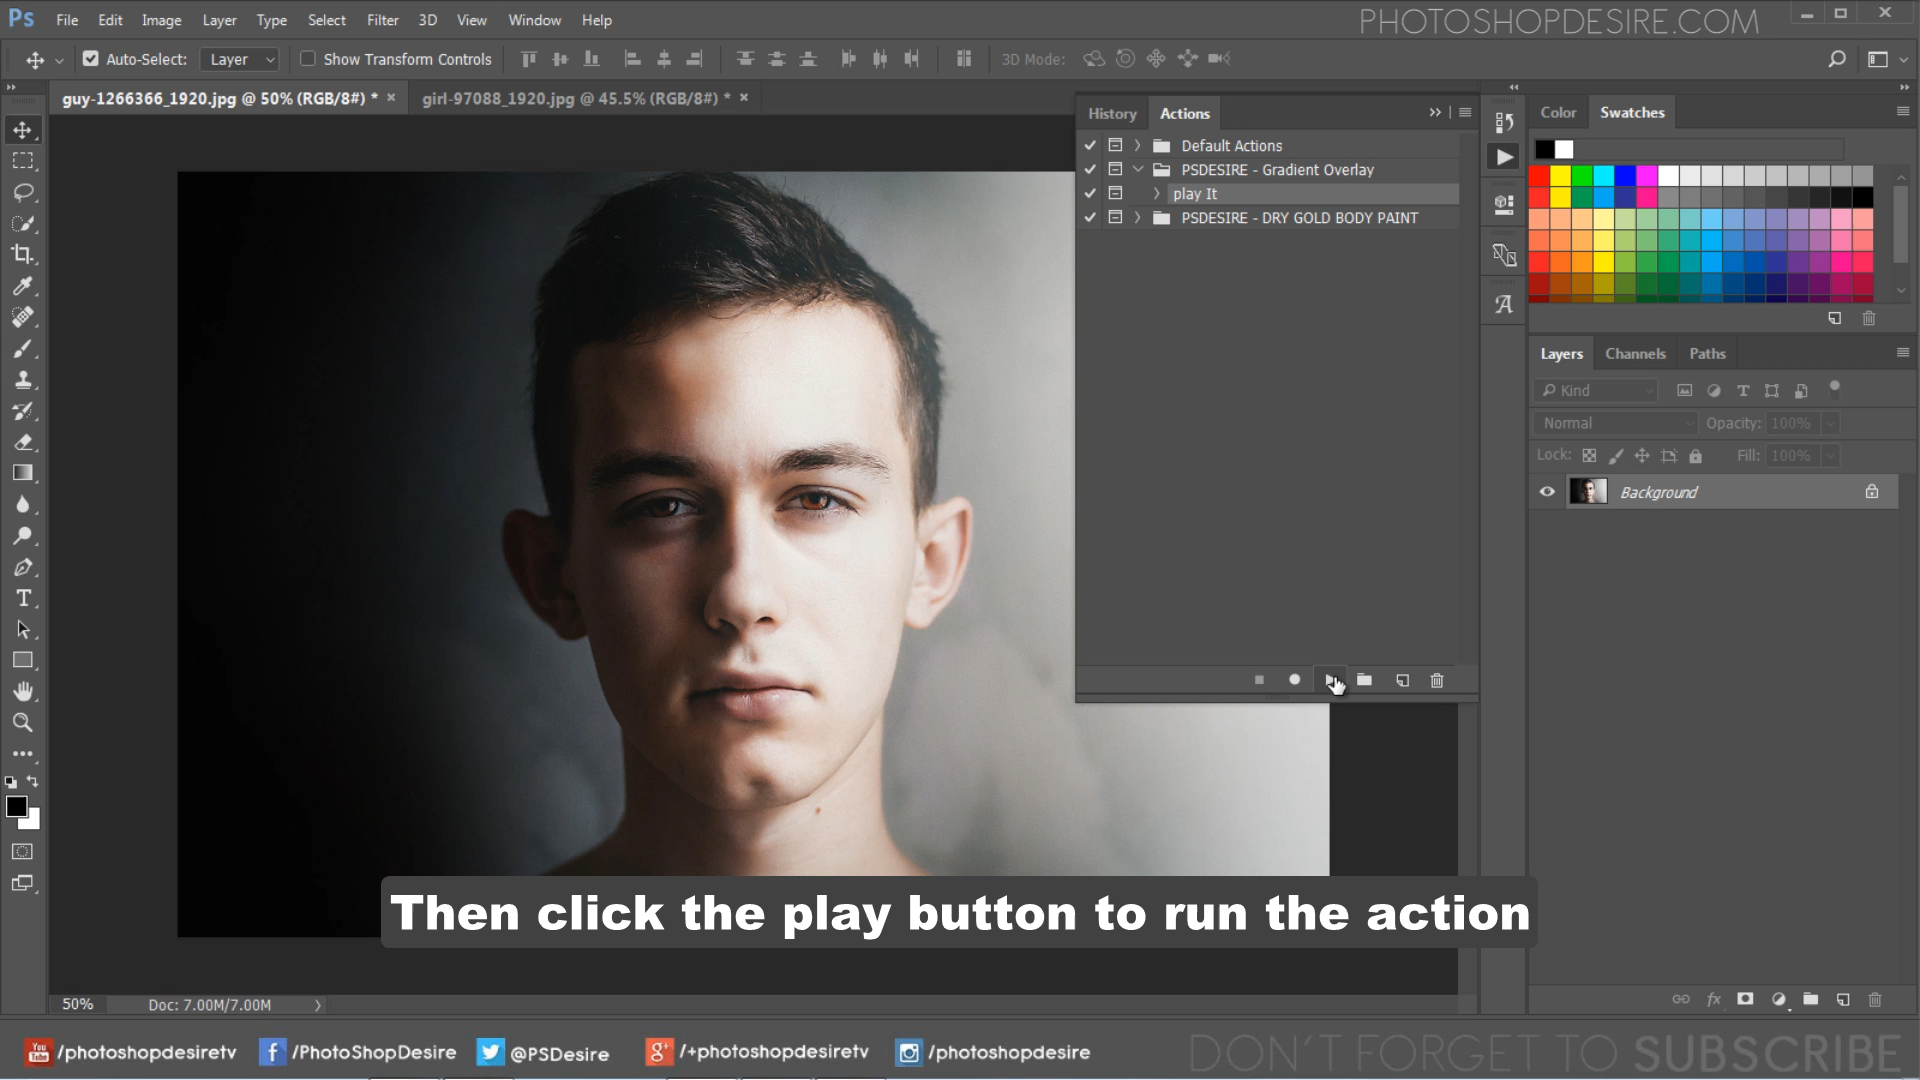 Ps File Edit Image Layer Type Select Filter 3D View Window Help
PHOTOSHOPDESIRE.COM
Auto-Select: Layer Show Transform Controls 3D Mode:
guy-1266366_1920.jpg @ 50% (RGB/8#) * × girl-97088_1920.jpg @ 45.5% (RGB/8#) * ×
History Actions
Default Actions
PSDESIRE - Gradient Overlay
play It
PSDESIRE - DRY GOLD BODY PAINT
Color Swatches
Layers Channels Paths
Kind
Normal Opacity: 100%
Lock: Fill: 100%
Background
fx
Then click the play button to run the action
50% Doc: 7.00M/7.00M
You Tube /photoshopdesiretv /PhotoShopDesire @PSDesire g+ /+photoshopdesiretv /photoshopdesire
DON'T FORGET TO SUBSCRIBE